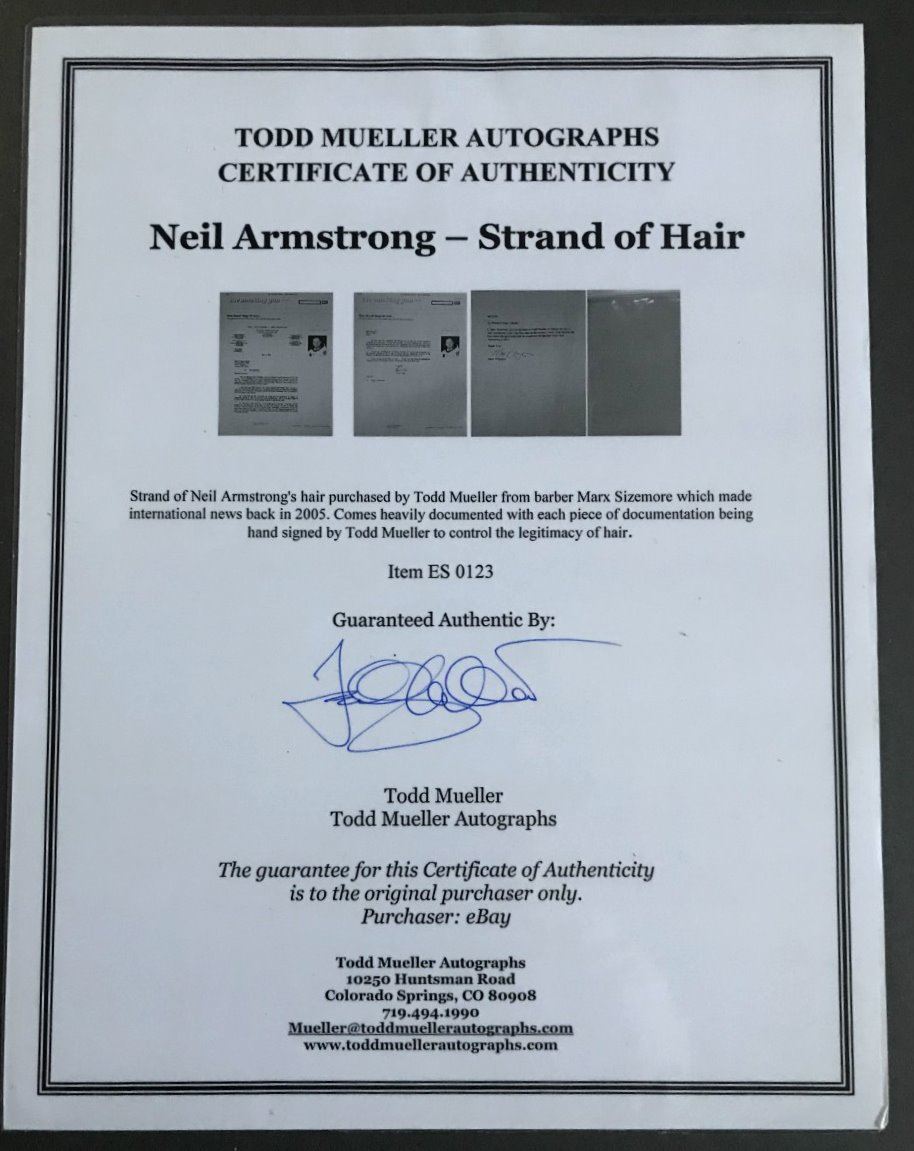 TODD MUELLER AUTOGRAPHS
CERTIFICATE OF AUTHENTICITY
Neil Armstrong – Strand of Hair
Strand of Neil Armstrong's hair purchased by Todd Mueller from barber Marx Sizemore which made
international news back in 2005. Comes heavily documented with each piece of documentation being
hand signed by Todd Mueller to control the legitimacy of hair.
Item ES 0123
Guaranteed Authentic By:
Todd Mueller
Todd Mueller Autographs
The guarantee for this Certificate of Authenticity
is to the original purchaser only.
Purchaser: eBay
Todd Mueller Autographs
10250 Huntsman Road
Colorado Springs, CO 80908
719.494.1990
Mueller@toddmuellerautographs.com
www.toddmuellerautographs.com